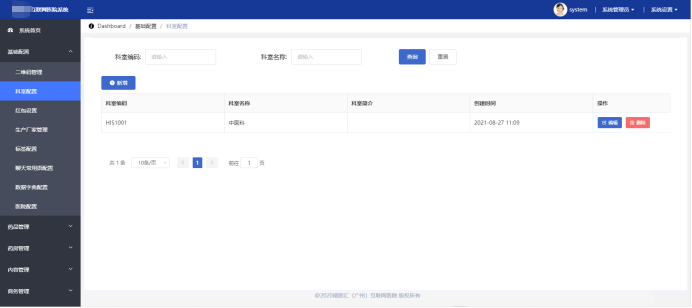 互联网医院系统
system | 系统管理员 | 系统设置
Dashboard / 基础配置 / 科室配置
系统首页
基础配置
二维码管理
科室配置
红包设置
生产厂家管理
标签配置
聊天常用语配置
数据字典配置
医院配置
药品管理
药房管理
内容管理
商务管理
科室编码: 请输入 科室名称: 请输入 查询 重置
新增
科室编码 科室名称 科室简介 创建时间 操作
HIS1001 中医科 2021-08-27 11:09 编辑 删除
共 1 条 10条/页 1 前往 1 页
(广州) 互联网医院 版权所有